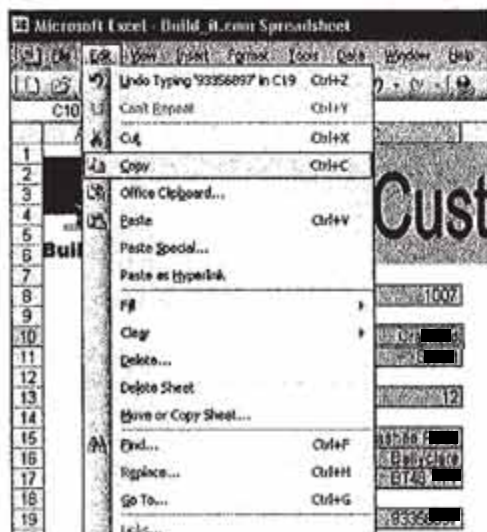 Microsoft Excel - Build_it.com Spreadsheet
File Edit View Insert Format Tools Data Window Help
C10
Undo Typing '93356897' in C19 Ctrl+Z
Can't Repeat Ctrl+Y
Cut Ctrl+X
Copy Ctrl+C
Office Clipboard...
Paste Ctrl+V
Paste Special...
Paste as Hyperlink
Fill
Clear
Delete...
Delete Sheet
Move or Copy Sheet...
Find... Ctrl+F
Replace... Ctrl+H
Go To... Ctrl+G
Links...
1
2
3
4
5
6
7
8
9
10
11
12
13
14
15
16
17
18
19
Buil
Cust
1007
12
Ballyclare
BT48